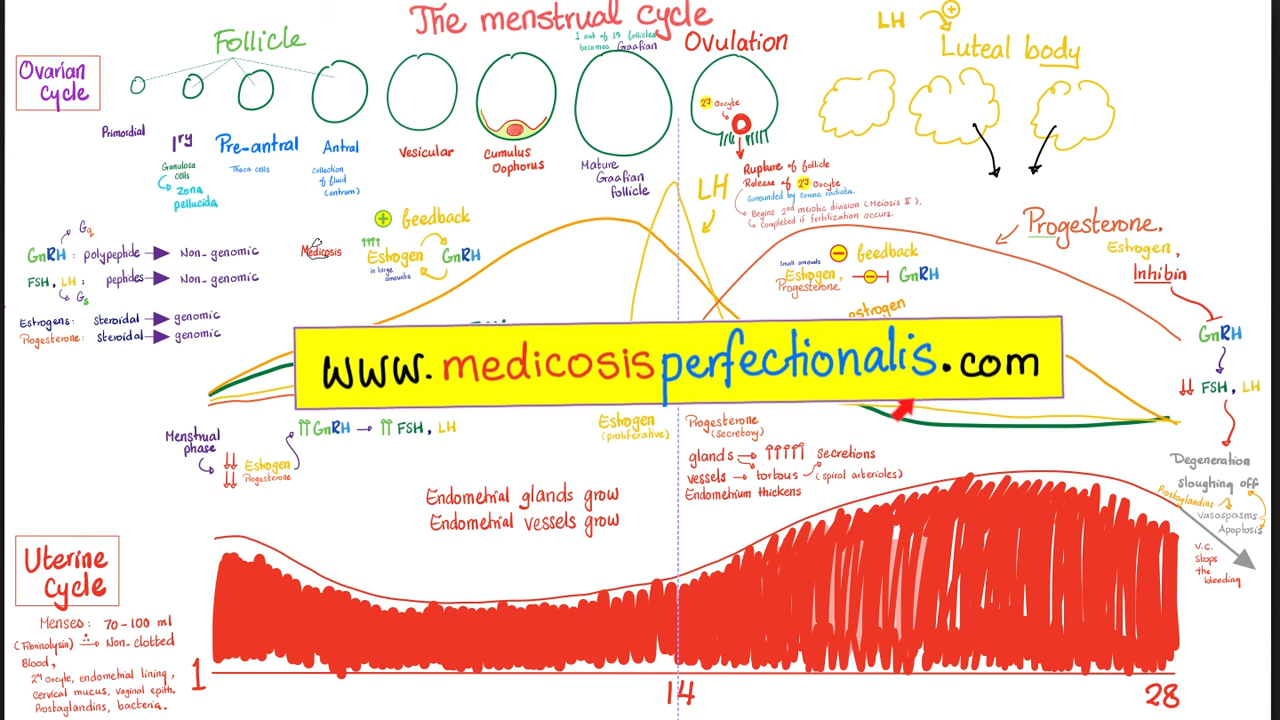 The menstrual cycle
Follicle
1 out of 15 follicles
becomes Graafian
Ovulation
LH +
Luteal body
Ovarian
cycle
2ry Oocyte
Primordial
1ry
Granulosa
cells
Zona
pellucida
Pre-antral
Theca cells
Antral
Collection
of fluid
(antrum)
Vesicular
Cumulus
Oophorus
Mature
Graafian
follicle
LH
Rupture of follicle
Release of 2ry Oocyte
Surrounded by corona radiata.
Begins 2nd meiotic division (Meiosis II),
Completed if fertilization occurs.
Gq
GnRH : polypeptide Non-genomic
FSH, LH : peptides Non-genomic
Gs
Estrogens: steroidal genomic
Progesterone: steroidal genomic
Medicosis
+ feedback
Estrogen GnRH
in large
amounts
− feedback
Small amounts
Estrogen,
Progesterone − GnRH
estrogen
Progesterone,
Estrogen,
Inhibin
GnRH
↓↓ FSH, LH
www.medicosisperfectionalis.com
Menstrual
phase
↓↓ Estrogen
↓↓ Progesterone
↑↑ GnRH → ↑↑ FSH, LH
Estrogen
(proliferative)
Progesterone
(secretory)
glands → ↑↑↑↑↑ secretions
vessels → tortous (spiral arterioles)
Endometrium thickens
Endometrial glands grow
Endometrial vessels grow
Degeneration
sloughing off
Prostaglandins
vasospasms
Apoptosis
V.C.
stops
the
bleeding
Uterine
Cycle
Menses: 70-100 ml
(Fibrinolysis) ∴ → Non-clotted
Blood,
2ry Oocyte, endometrial lining,
cervical mucus, vaginal epith.
Prostaglandins, bacteria.
1
14
28